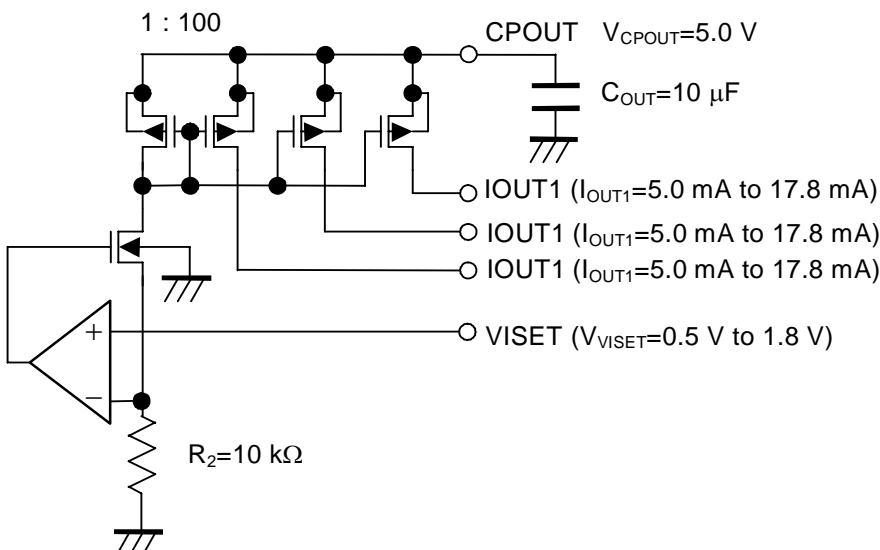 1 : 100
CPOUT V_CPOUT=5.0 V
C_OUT=10 μF
IOUT1 (I_OUT1=5.0 mA to 17.8 mA)
IOUT1 (I_OUT1=5.0 mA to 17.8 mA)
IOUT1 (I_OUT1=5.0 mA to 17.8 mA)
+
VISET (V_VISET=0.5 V to 1.8 V)
−
R_2=10 kΩ